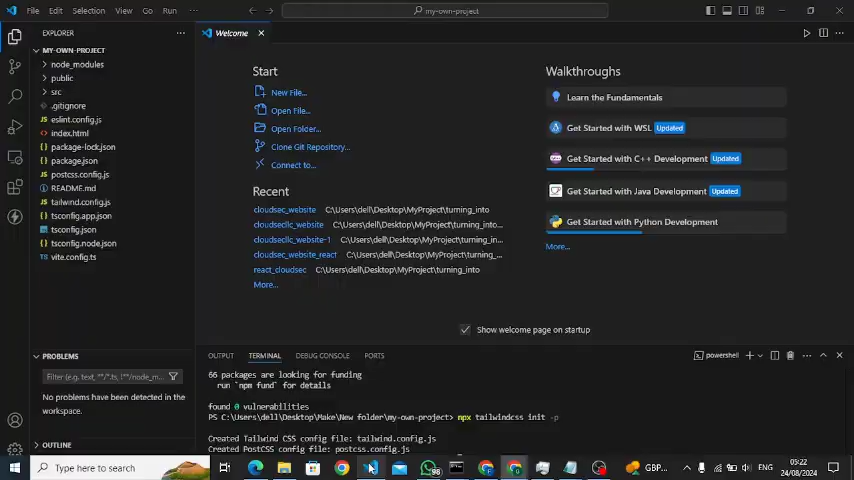 File Edit Selection View Go Run ···
my-own-project
EXPLORER
MY-OWN-PROJECT
node_modules
public
src
.gitignore
eslint.config.js
index.html
package-lock.json
package.json
postcss.config.js
README.md
tailwind.config.js
tsconfig.app.json
tsconfig.json
tsconfig.node.json
vite.config.ts
PROBLEMS
Filter (e.g. text, **/*.ts, !**/node_m...
No problems have been detected in the
workspace.
OUTLINE
Welcome
Start
New File...
Open File...
Open Folder...
Clone Git Repository...
Connect to...
Recent
cloudsec_website C:\Users\dell\Desktop\MyProject\turning_into
cloudsec_website C:\Users\dell\Desktop\MyProject\turning_into...
cloudsecllc_website-1 C:\Users\dell\Desktop\MyProject\turning_in...
cloudsec_website_react C:\Users\dell\Desktop\MyProject\turning_...
react_cloudsec C:\Users\dell\Desktop\MyProject\turning_into
More...
Walkthroughs
Learn the Fundamentals
Get Started with WSL Updated
Get Started with C++ Development Updated
Get Started with Java Development Updated
Get Started with Python Development
More...
Show welcome page on startup
OUTPUT TERMINAL DEBUG CONSOLE PORTS
powershell
66 packages are looking for funding
run `npm fund` for details
found 0 vulnerabilities
PS C:\Users\dell\Desktop\Make\New folder\my-own-project> npx tailwindcss init -p
Created Tailwind CSS config file: tailwind.config.js
Created PostCSS config file: postcss.config.js
Type here to search
98
GBP...
ENG
05:22
24/08/2024